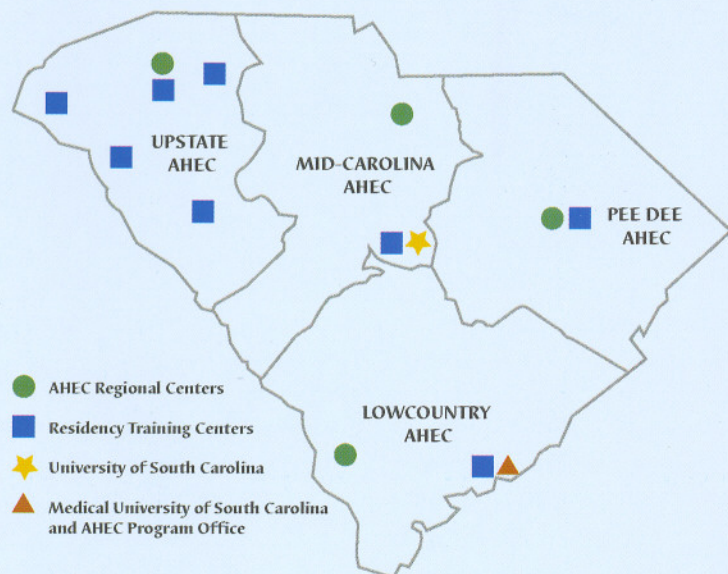 UPSTATE
AHEC
MID-CAROLINA
AHEC
PEE DEE
AHEC
LOWCOUNTRY
AHEC
AHEC Regional Centers
Residency Training Centers
University of South Carolina
Medical University of South Carolina
and AHEC Program Office